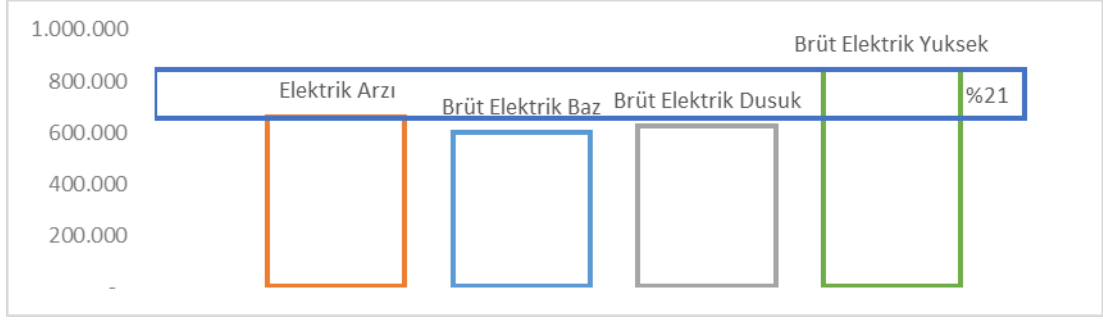 1.000.000
Brüt Elektrik Yuksek
800.000
Elektrik Arzı
Brüt Elektrik Baz
Brüt Elektrik Dusuk
%21
600.000
400.000
200.000
-